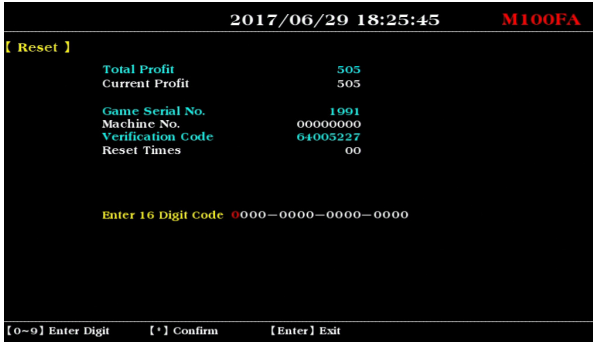 2017/06/29 18:25:45 M100FA
【 Reset 】
Total Profit 505
Current Profit 505
Game Serial No. 1991
Machine No. 00000000
Verification Code 64005227
Reset Times 00
Enter 16 Digit Code 0000-0000-0000-0000
【0~9】Enter Digit 【*】Confirm 【Enter】Exit